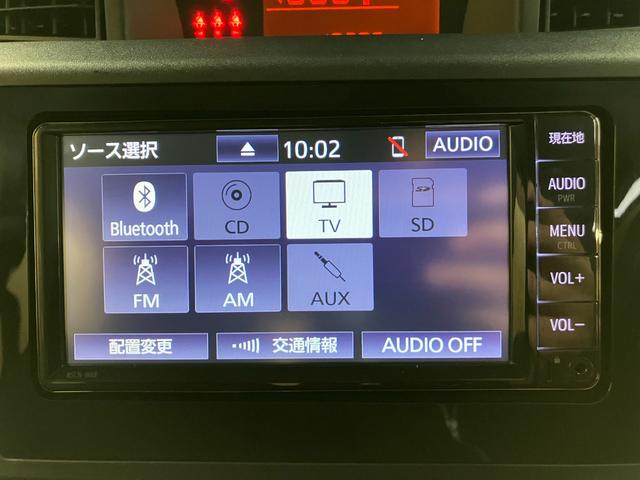 ソース選択 10:02 AUDIO
現在地
Bluetooth CD TV SD
AUDIO
PWR
MENU
CTRL
FM AM AUX
VOL+
配置変更 交通情報 AUDIO OFF
VOL−